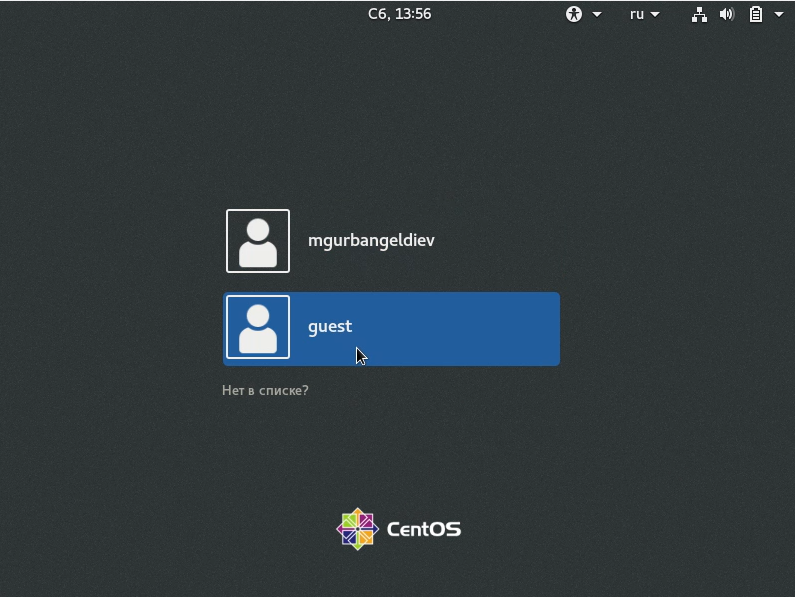 Сб, 13:56
ru
mgurbangeldiev
guest
Нет в списке?
CentOS